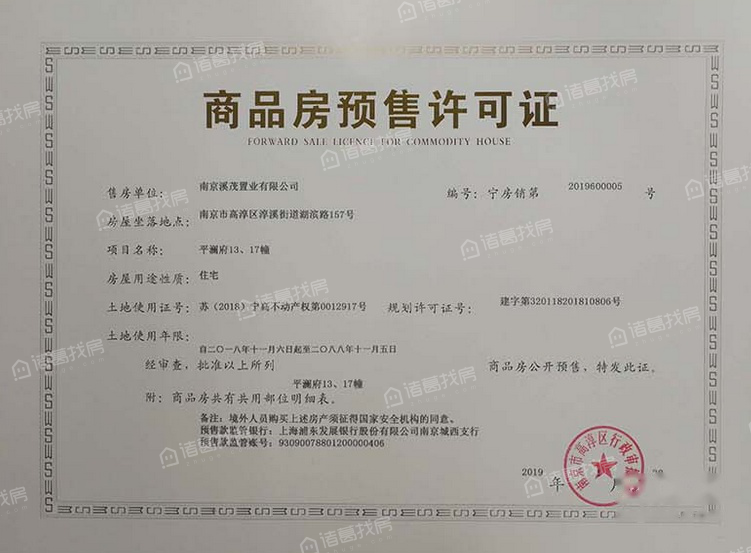 商品房预售许可证
FORWARD SALE LICENCE FOR COMMODITY HOUSE
售房单位: 南京溪茂置业有限公司 编号: 宁房销第 2019600005 号
房屋坐落地点: 南京市高淳区淳溪街道湖滨路157号
项目名称: 平澜府13、17幢
房屋用途性质: 住宅
土地使用证号: 苏（2018）宁高不动产权第0012917号 规划许可证号: 建字第320118201810806号
土地使用年限:
自二〇一八年十一月六日起至二〇八八年十一月五日
经审查, 批准以上所列 商品房公开预售, 特发此证。
平澜府13、17幢
附: 商品房共有共用部位明细表。
备注: 境外人员购买上述房产须征得国家安全机构的同意。
预售款监管银行: 上海浦东发展银行股份有限公司南京城西支行
预售款监管账号: 93090078801200000406
南京市高淳区行政审
2019
年 月
诸葛找房